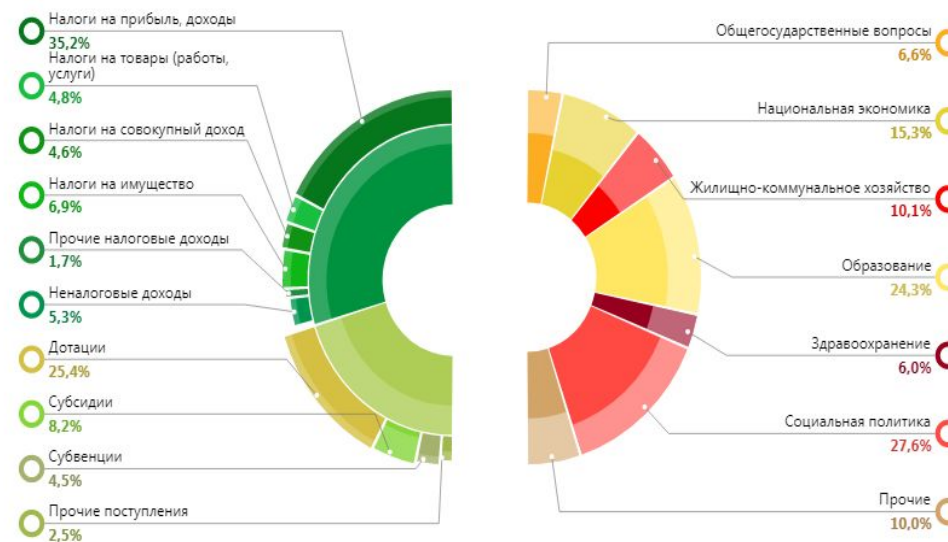 Налоги на прибыль, доходы
35,2%
Налоги на товары (работы,
услуги)
4,8%
Налоги на совокупный доход
4,6%
Налоги на имущество
6,9%
Прочие налоговые доходы
1,7%
Неналоговые доходы
5,3%
Дотации
25,4%
Субсидии
8,2%
Субвенции
4,5%
Прочие поступления
2,5%
Общегосударственные вопросы
6,6%
Национальная экономика
15,3%
Жилищно-коммунальное хозяйство
10,1%
Образование
24,3%
Здравоохранение
6,0%
Социальная политика
27,6%
Прочие
10,0%